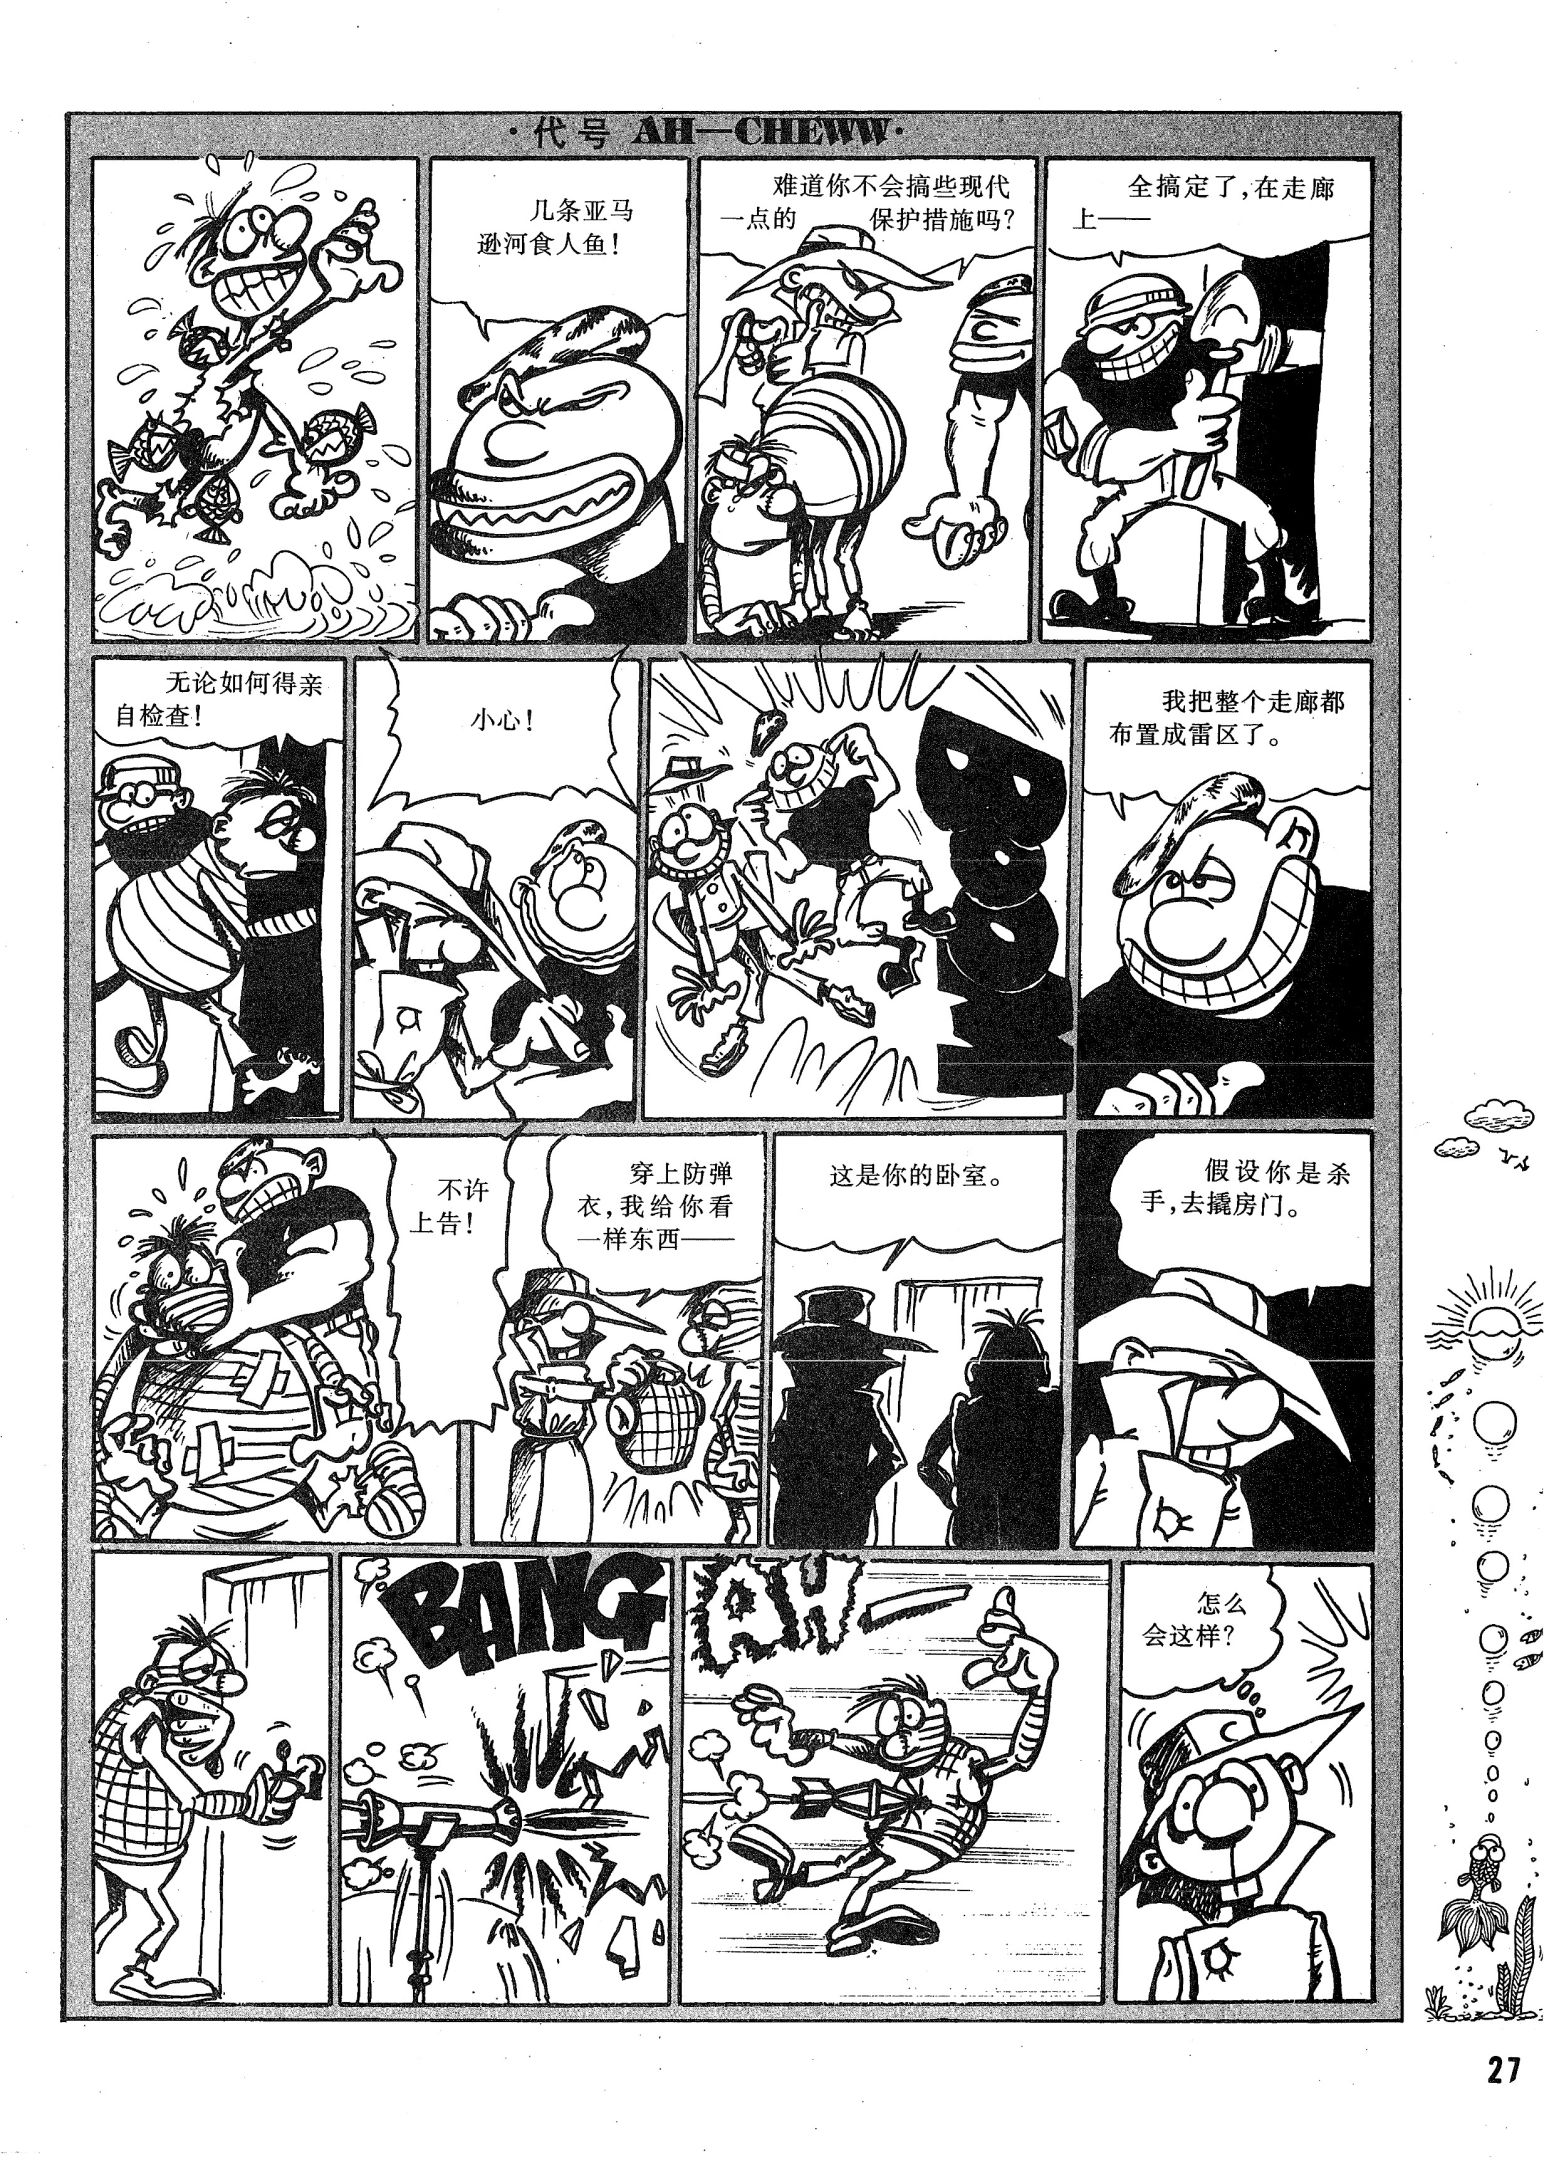 ·代号 AH—CHEWW·
几条亚马
逊河食人鱼！
难道你不会搞些现代
一点的 保护措施吗？
全搞定了，在走廊
上——
无论如何得亲
自检查！
小心！
我把整个走廊都
布置成雷区了。
不许
上告！
穿上防弹
衣，我给你看
一样东西——
这是你的卧室。
假设你是杀
手，去撬房门。
BANG
AH—
怎么
会这样？
27